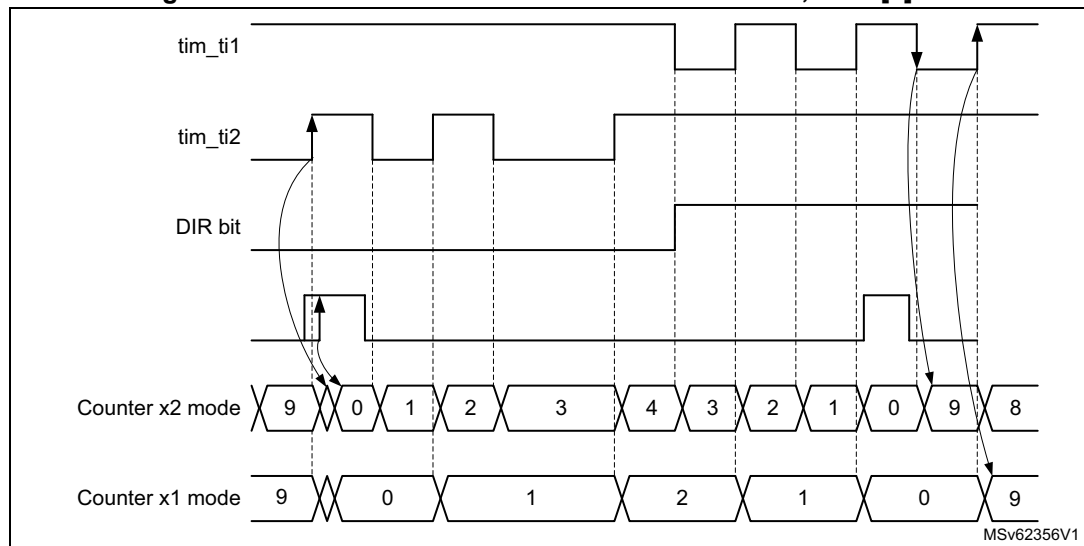 tim_ti1
tim_ti2
DIR bit
Counter x2 mode 9 0 1 2 3 4 3 2 1 0 9 8
Counter x1 mode 9 0 1 2 1 0 9
MSv62356V1